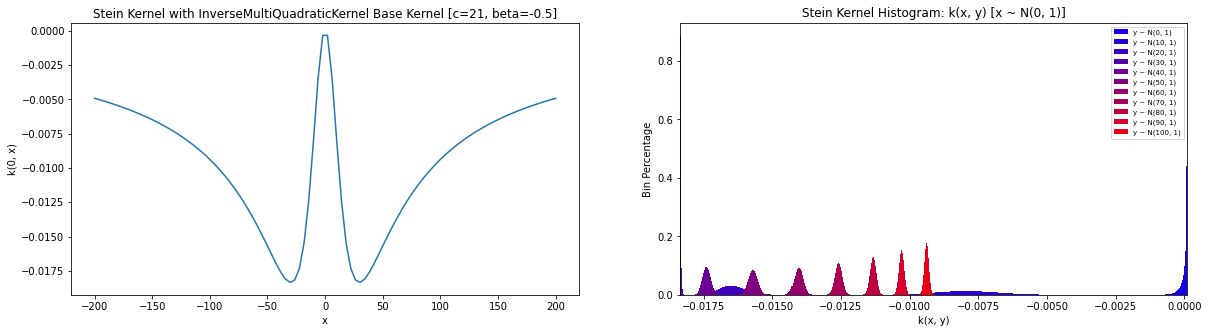 Stein Kernel with InverseMultiQuadraticKernel Base Kernel [c=21, beta=-0.5]
0.0000
−0.0025
−0.0050
−0.0075
−0.0100
−0.0125
−0.0150
−0.0175
k(0, x)
−200
−150
−100
−50
0
50
100
150
200
x
Stein Kernel Histogram: k(x, y) [x ~ N(0, 1)]
0.8
0.6
0.4
0.2
0.0
Bin Percentage
y ~ N(0, 1)
y ~ N(10, 1)
y ~ N(20, 1)
y ~ N(30, 1)
y ~ N(40, 1)
y ~ N(50, 1)
y ~ N(60, 1)
y ~ N(70, 1)
y ~ N(80, 1)
y ~ N(90, 1)
y ~ N(100, 1)
−0.0175
−0.0150
−0.0125
−0.0100
−0.0075
−0.0050
−0.0025
0.0000
k(x, y)